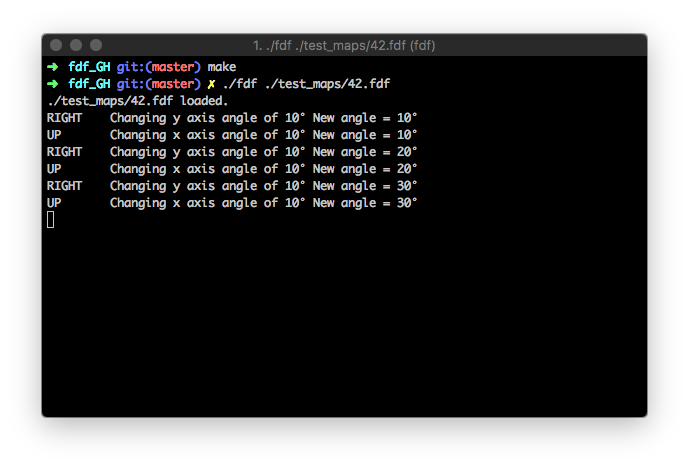 1. ./fdf ./test_maps/42.fdf (fdf)
➜ fdf_GH git:(master) make
➜ fdf_GH git:(master) ✗ ./fdf ./test_maps/42.fdf
./test_maps/42.fdf loaded.
RIGHT Changing y axis angle of 10° New angle = 10°
UP Changing x axis angle of 10° New angle = 10°
RIGHT Changing y axis angle of 10° New angle = 20°
UP Changing x axis angle of 10° New angle = 20°
RIGHT Changing y axis angle of 10° New angle = 30°
UP Changing x axis angle of 10° New angle = 30°